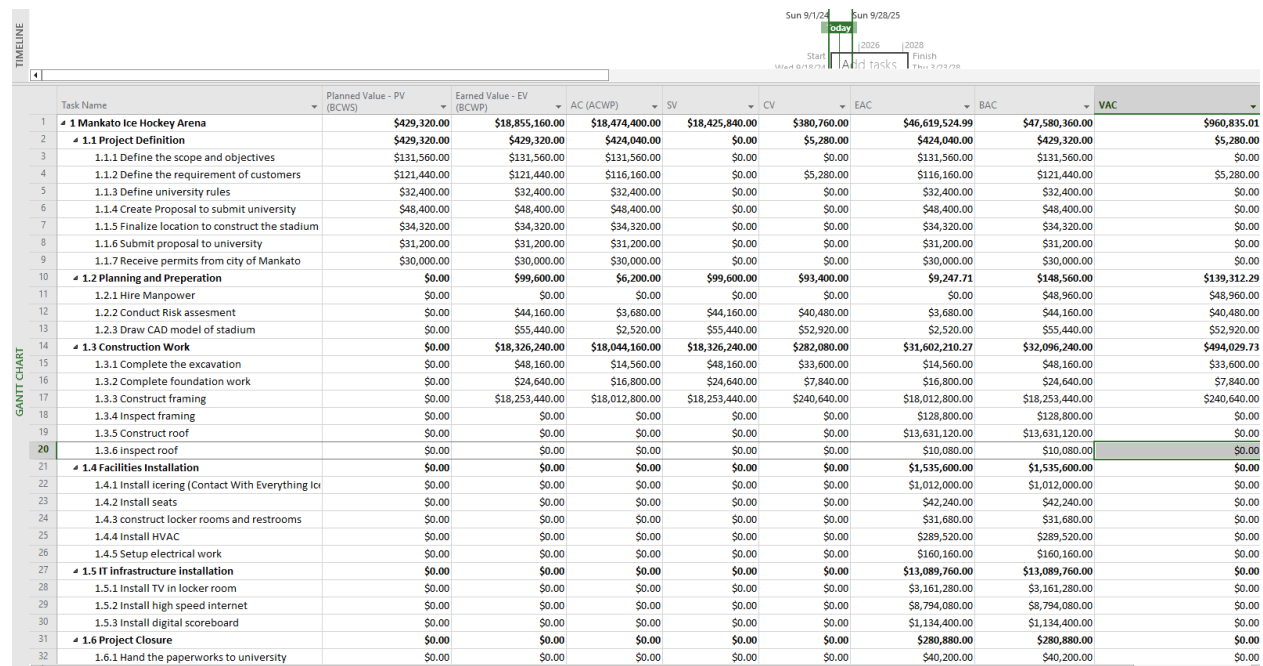 TIMELINE
Sun 9/1/24 Sun 9/28/25
Today
2026 2028
Start Finish
Wed 9/18/24 Add tasks Thu 3/23/28
GANTT CHART
Task Name Planned Value - PV (BCWS) Earned Value - EV (BCWP) AC (ACWP) SV CV EAC BAC VAC
1 1 Mankato Ice Hockey Arena $429,320.00 $18,855,160.00 $18,474,400.00 $18,425,840.00 $380,760.00 $46,619,524.99 $47,580,360.00 $960,835.01
2 1.1 Project Definition $429,320.00 $429,320.00 $424,040.00 $0.00 $5,280.00 $424,040.00 $429,320.00 $5,280.00
3 1.1.1 Define the scope and objectives $131,560.00 $131,560.00 $131,560.00 $0.00 $0.00 $131,560.00 $131,560.00 $0.00
4 1.1.2 Define the requirement of customers $121,440.00 $121,440.00 $116,160.00 $0.00 $5,280.00 $116,160.00 $121,440.00 $5,280.00
5 1.1.3 Define university rules $32,400.00 $32,400.00 $32,400.00 $0.00 $0.00 $32,400.00 $32,400.00 $0.00
6 1.1.4 Create Proposal to submit university $48,400.00 $48,400.00 $48,400.00 $0.00 $0.00 $48,400.00 $48,400.00 $0.00
7 1.1.5 Finalize location to construct the stadium $34,320.00 $34,320.00 $34,320.00 $0.00 $0.00 $34,320.00 $34,320.00 $0.00
8 1.1.6 Submit proposal to university $31,200.00 $31,200.00 $31,200.00 $0.00 $0.00 $31,200.00 $31,200.00 $0.00
9 1.1.7 Receive permits from city of Mankato $30,000.00 $30,000.00 $30,000.00 $0.00 $0.00 $30,000.00 $30,000.00 $0.00
10 1.2 Planning and Preperation $0.00 $99,600.00 $6,200.00 $99,600.00 $93,400.00 $9,247.71 $148,560.00 $139,312.29
11 1.2.1 Hire Manpower $0.00 $0.00 $0.00 $0.00 $0.00 $0.00 $48,960.00 $48,960.00
12 1.2.2 Conduct Risk assesment $0.00 $44,160.00 $3,680.00 $44,160.00 $40,480.00 $3,680.00 $44,160.00 $40,480.00
13 1.2.3 Draw CAD model of stadium $0.00 $55,440.00 $2,520.00 $55,440.00 $52,920.00 $2,520.00 $55,440.00 $52,920.00
14 1.3 Construction Work $0.00 $18,326,240.00 $18,044,160.00 $18,326,240.00 $282,080.00 $31,602,210.27 $32,096,240.00 $494,029.73
15 1.3.1 Complete the excavation $0.00 $48,160.00 $14,560.00 $48,160.00 $33,600.00 $14,560.00 $48,160.00 $33,600.00
16 1.3.2 Complete foundation work $0.00 $24,640.00 $16,800.00 $24,640.00 $7,840.00 $16,800.00 $24,640.00 $7,840.00
17 1.3.3 Construct framing $0.00 $18,253,440.00 $18,012,800.00 $18,253,440.00 $240,640.00 $18,012,800.00 $18,253,440.00 $240,640.00
18 1.3.4 Inspect framing $0.00 $0.00 $0.00 $0.00 $0.00 $128,800.00 $128,800.00 $0.00
19 1.3.5 Construct roof $0.00 $0.00 $0.00 $0.00 $0.00 $13,631,120.00 $13,631,120.00 $0.00
20 1.3.6 inspect roof $0.00 $0.00 $0.00 $0.00 $0.00 $10,080.00 $10,080.00 $0.00
21 1.4 Facilities Installation $0.00 $0.00 $0.00 $0.00 $0.00 $1,535,600.00 $1,535,600.00 $0.00
22 1.4.1 Install icering (Contact With Everything Ice $0.00 $0.00 $0.00 $0.00 $0.00 $1,012,000.00 $1,012,000.00 $0.00
23 1.4.2 Install seats $0.00 $0.00 $0.00 $0.00 $0.00 $42,240.00 $42,240.00 $0.00
24 1.4.3 construct locker rooms and restrooms $0.00 $0.00 $0.00 $0.00 $0.00 $31,680.00 $31,680.00 $0.00
25 1.4.4 Install HVAC $0.00 $0.00 $0.00 $0.00 $0.00 $289,520.00 $289,520.00 $0.00
26 1.4.5 Setup electrical work $0.00 $0.00 $0.00 $0.00 $0.00 $160,160.00 $160,160.00 $0.00
27 1.5 IT infrastructure installation $0.00 $0.00 $0.00 $0.00 $0.00 $13,089,760.00 $13,089,760.00 $0.00
28 1.5.1 Install TV in locker room $0.00 $0.00 $0.00 $0.00 $0.00 $3,161,280.00 $3,161,280.00 $0.00
29 1.5.2 Install high speed internet $0.00 $0.00 $0.00 $0.00 $0.00 $8,794,080.00 $8,794,080.00 $0.00
30 1.5.3 Install digital scoreboard $0.00 $0.00 $0.00 $0.00 $0.00 $1,134,400.00 $1,134,400.00 $0.00
31 1.6 Project Closure $0.00 $0.00 $0.00 $0.00 $0.00 $280,880.00 $280,880.00 $0.00
32 1.6.1 Hand the paperworks to university $0.00 $0.00 $0.00 $0.00 $0.00 $40,200.00 $40,200.00 $0.00